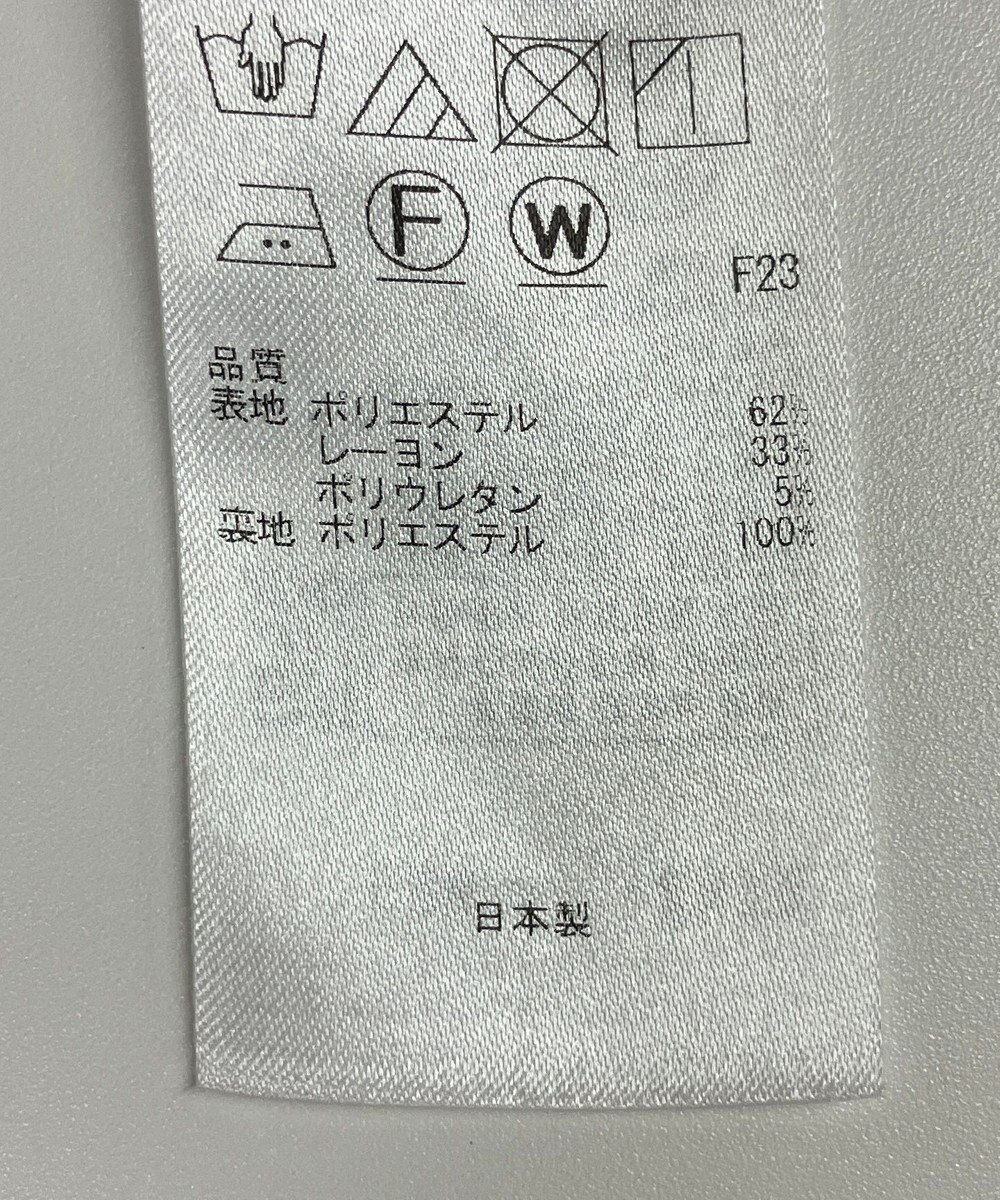 F
W
F23
品質
表地 ポリエステル 62%
レーヨン 33%
ポリウレタン 5%
裏地 ポリエステル 100%
日本製